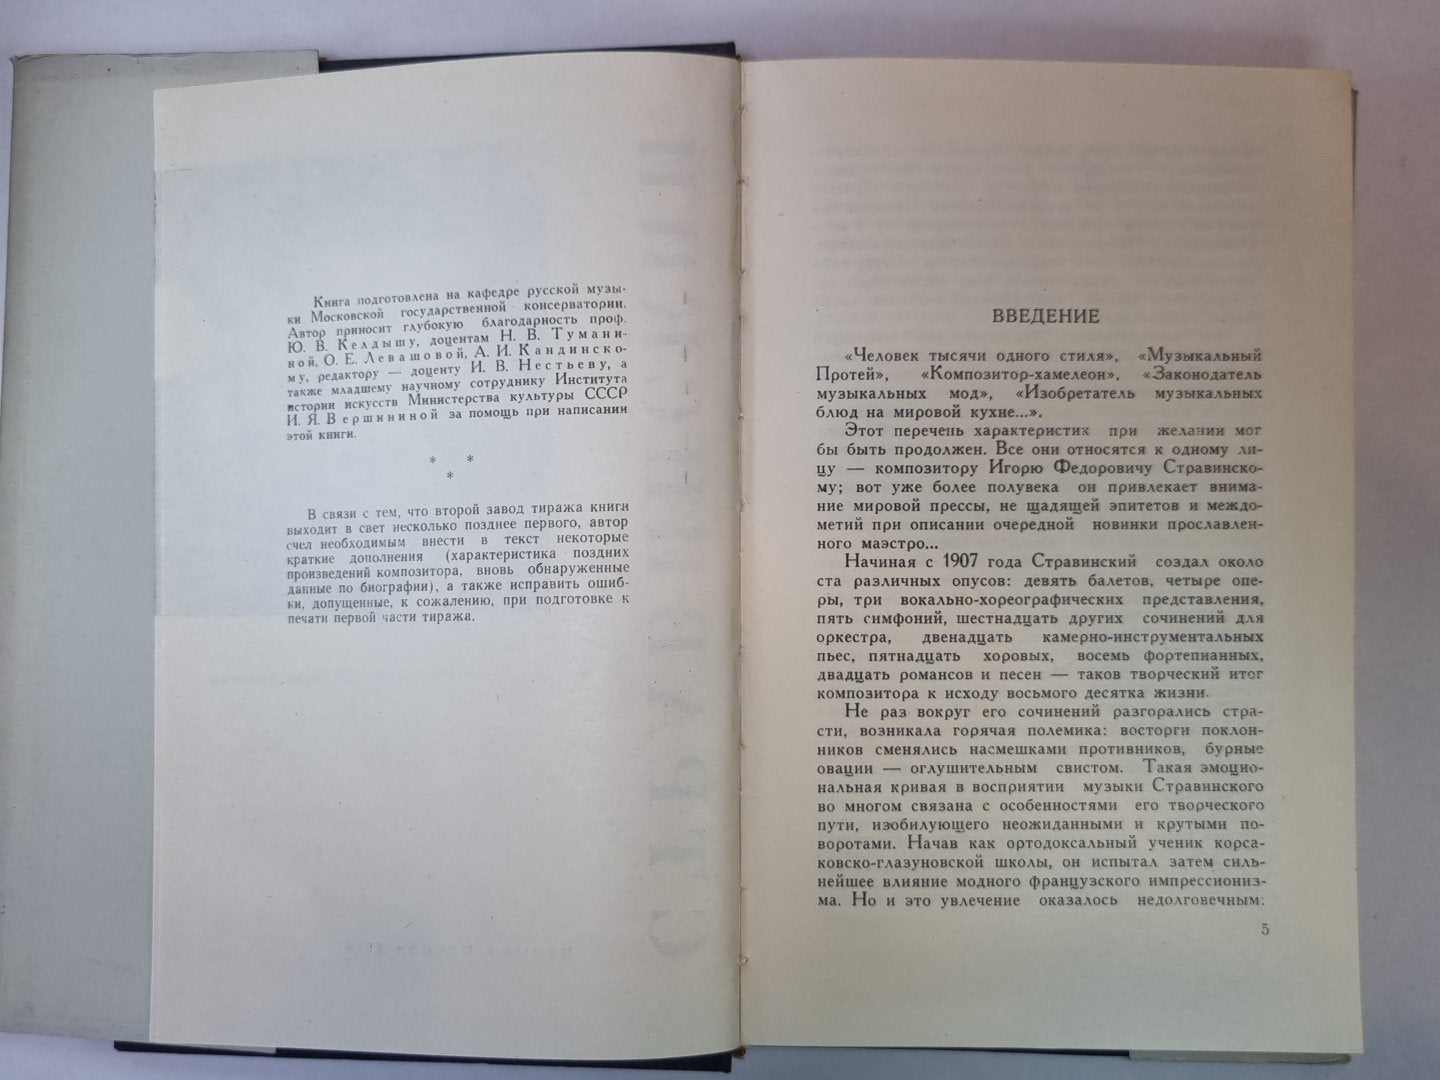 Книга подготовлена на кафедре русской музы-
ки Московской государственной консерватории.
Автор приносит глубокую благодарность проф.
Ю. В. Келдышу, доцентам Н. В. Тумани-
ной, О. Е. Левашовой, А. И. Кандинско-
му, редактору — доценту И. В. Нестьеву, а
также младшему научному сотруднику Института
истории искусств Министерства культуры СССР
И. Я. Вершининой за помощь при написании
этой книги.
* *
*
В связи с тем, что второй завод тиража книги
выходит в свет несколько позднее первого, автор
счел необходимым внести в текст некоторые
краткие дополнения (характеристика поздних
произведений композитора, вновь обнаруженные
данные по биографии), а также исправить ошиб-
ки, допущенные, к сожалению, при подготовке к
печати первой части тиража.
ВВЕДЕНИЕ
«Человек тысячи одного стиля», «Музыкальный
Протей», «Композитор-хамелеон», «Законодатель
музыкальных мод», «Изобретатель музыкальных
блюд на мировой кухне...».
Этот перечень характеристик при желании мог
бы быть продолжен. Все они относятся к одному ли-
цу — композитору Игорю Федоровичу Стравинско-
му; вот уже более полувека он привлекает внима-
ние мировой прессы, не щадящей эпитетов и междо-
метий при описании очередной новинки прославлен-
ного маэстро...
Начиная с 1907 года Стравинский создал около
ста различных опусов: девять балетов, четыре опе-
ры, три вокально-хореографических представления,
пять симфоний, шестнадцать других сочинений для
оркестра, двенадцать камерно-инструментальных
пьес, пятнадцать хоровых, восемь фортепианных,
двадцать романсов и песен — таков творческий итог
композитора к исходу восьмого десятка жизни.
Не раз вокруг его сочинений разгорались стра-
сти, возникала горячая полемика: восторги поклон-
ников сменялись насмешками противников, бурные
овации — оглушительным свистом. Такая эмоцио-
нальная кривая в восприятии музыки Стравинского
во многом связана с особенностями его творческого
пути, изобилующего неожиданными и крутыми по-
воротами. Начав как ортодоксальный ученик корса-
ковско-глазуновской школы, он испытал затем силь-
нейшее влияние модного французского импрессиониз-
ма. Но и это увлечение оказалось недолговечным:
5